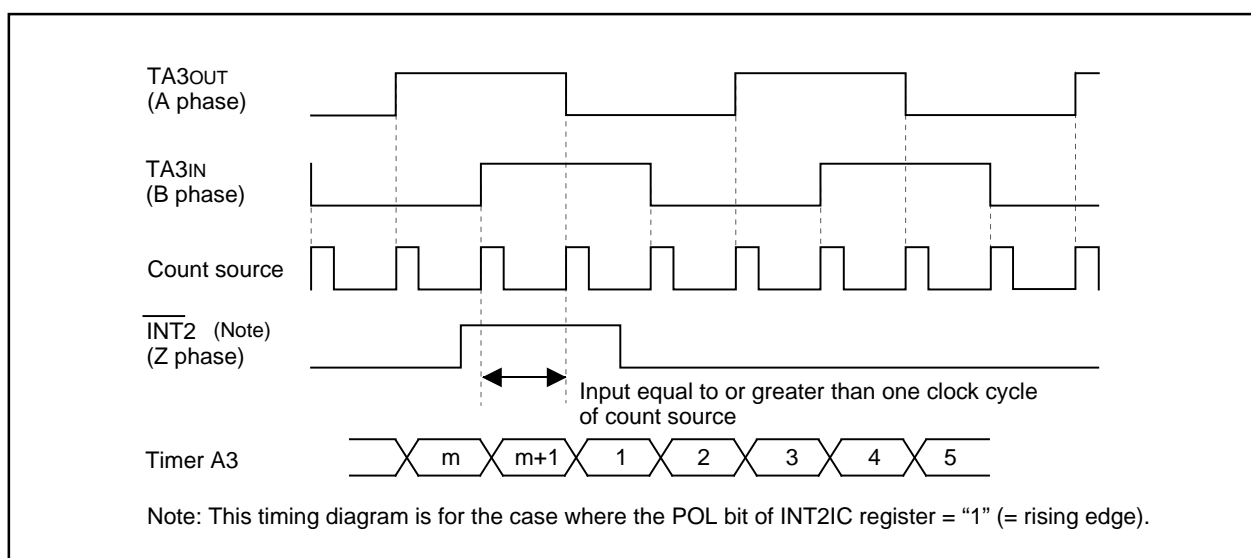 TA3OUT
(A phase)
TA3IN
(B phase)
Count source
INT2 (Note)
(Z phase)
Input equal to or greater than one clock cycle
of count source
Timer A3
m m+1 1 2 3 4 5
Note: This timing diagram is for the case where the POL bit of INT2IC register = “1” (= rising edge).